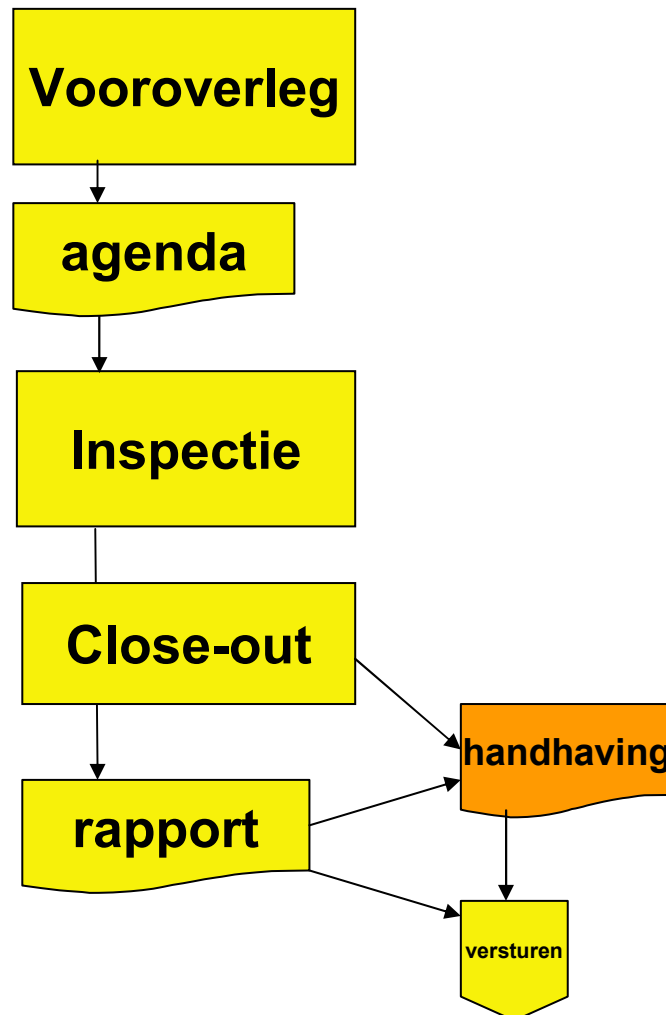 Vooroverleg
agenda
Inspectie
Close-out
handhaving
rapport
versturen